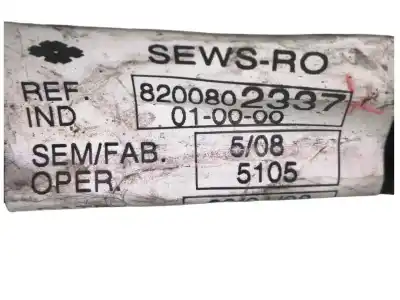 SEWS-RO
REF. 8200802337
IND 01-00-00
SEM/FAB. 5/08
OPER. 5105